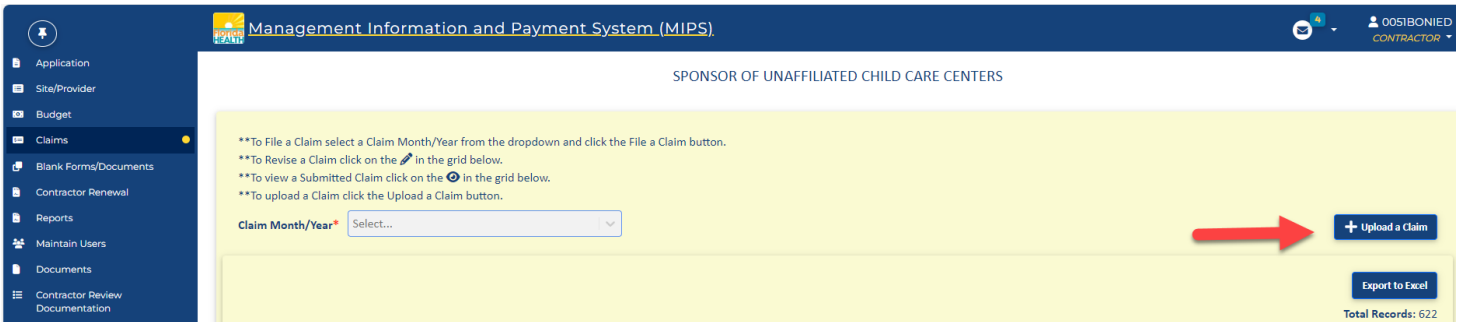 Florida
HEALTH
Management Information and Payment System (MIPS)
4
0051BONIED
CONTRACTOR
Application
Site/Provider
Budget
Claims
Blank Forms/Documents
Contractor Renewal
Reports
Maintain Users
Documents
Contractor Review
Documentation
SPONSOR OF UNAFFILIATED CHILD CARE CENTERS
**To File a Claim select a Claim Month/Year from the dropdown and click the File a Claim button.
**To Revise a Claim click on the in the grid below.
**To view a Submitted Claim click on the in the grid below.
**To upload a Claim click the Upload a Claim button.
Claim Month/Year* Select...
Upload a Claim
Export to Excel
Total Records: 622